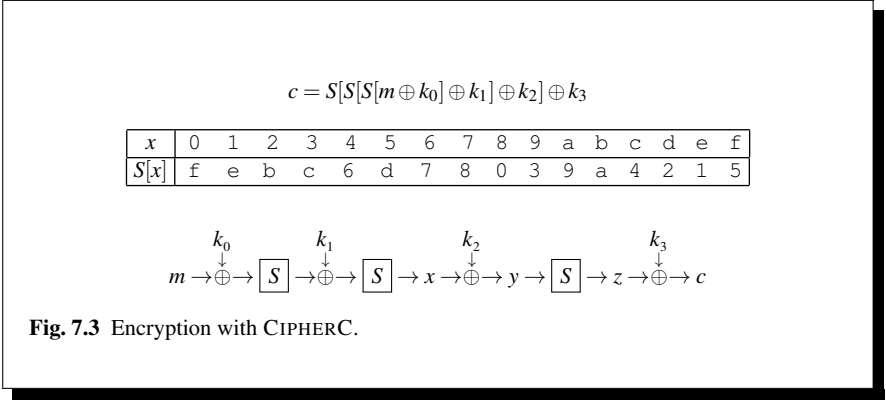 c = S[S[S[m ⊕ k₀] ⊕ k₁] ⊕ k₂] ⊕ k₃
x 0 1 2 3 4 5 6 7 8 9 a b c d e f
S[x] f e b c 6 d 7 8 0 3 9 a 4 2 1 5
k₀ k₁ k₂ k₃
↓ ↓ ↓ ↓
m → ⊕ → S → ⊕ → S → x → ⊕ → y → S → z → ⊕ → c
Fig. 7.3 Encryption with CIPHERC.